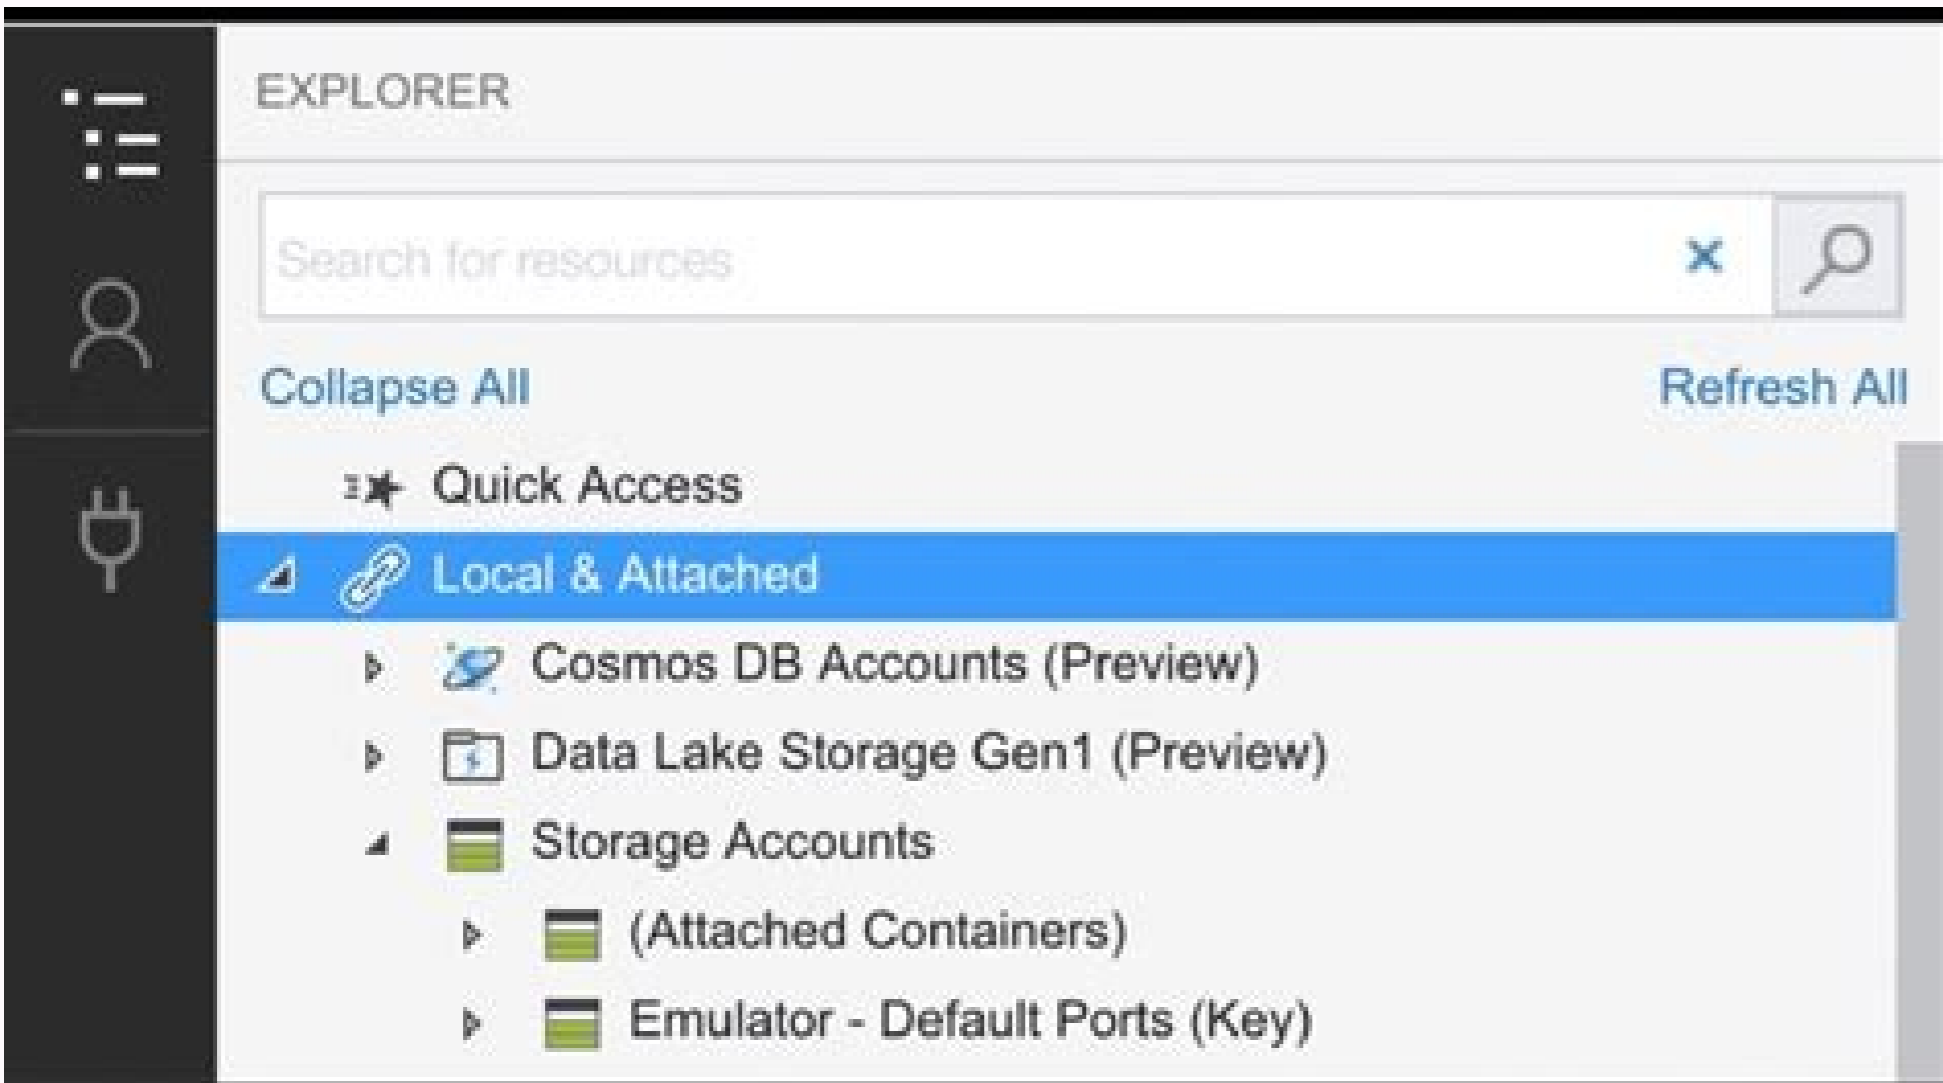 EXPLORER
Search for resources
Collapse All Refresh All
Quick Access
Local & Attached
Cosmos DB Accounts (Preview)
Data Lake Storage Gen1 (Preview)
Storage Accounts
(Attached Containers)
Emulator - Default Ports (Key)